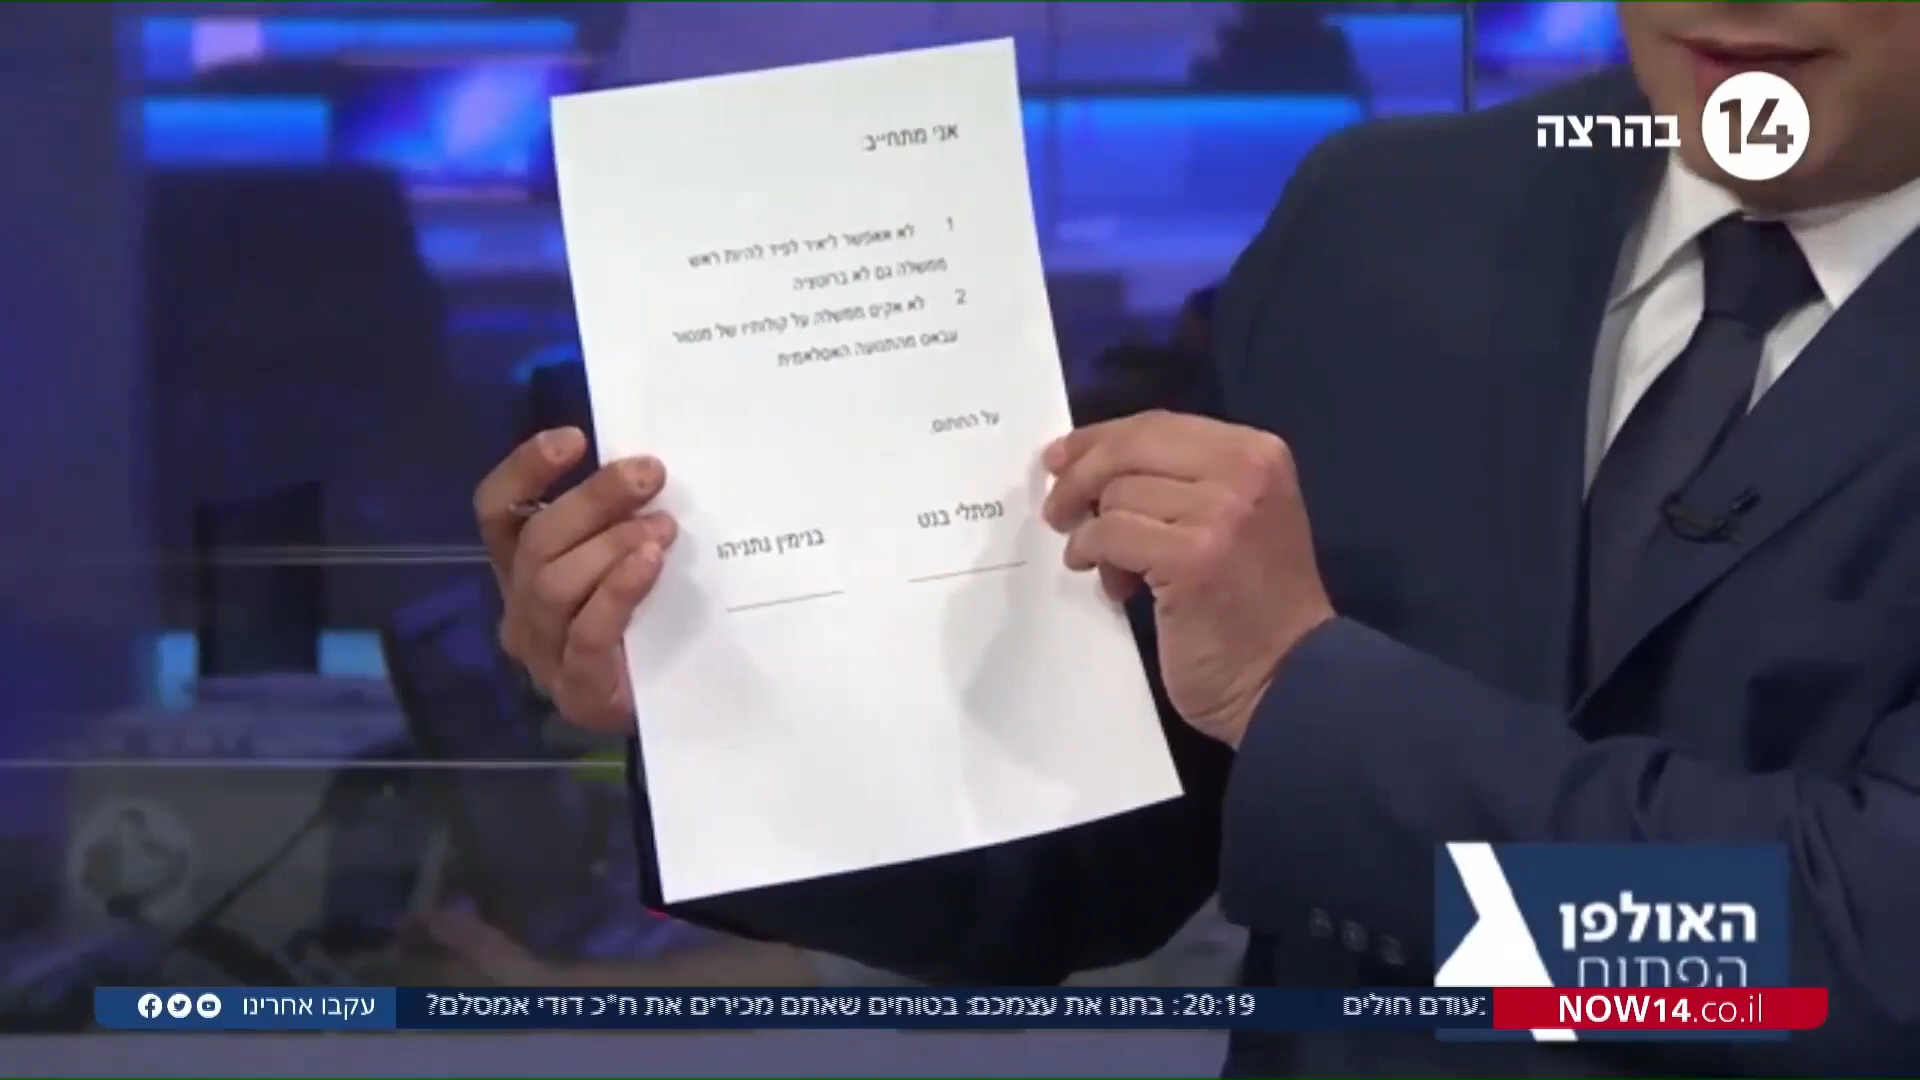 14 בהרצה
אני מתחייב:
1 לא אאפשר ליאיר לפיד להיות ראש
ממשלה גם לא ברוטציה
2 לא אקים ממשלה על קולותיו של מנסור
עבאס מהתנועה האסלאמית
על החתום.
נפתלי בנט
בנימין נתניהו
האולפן
הפתוח
NOW14.co.il
עודם חולים
20:19: בחנו את עצמכם: בטוחים שאתם מכירים את ח"כ דודי אמסלם?
עקבו אחרינו